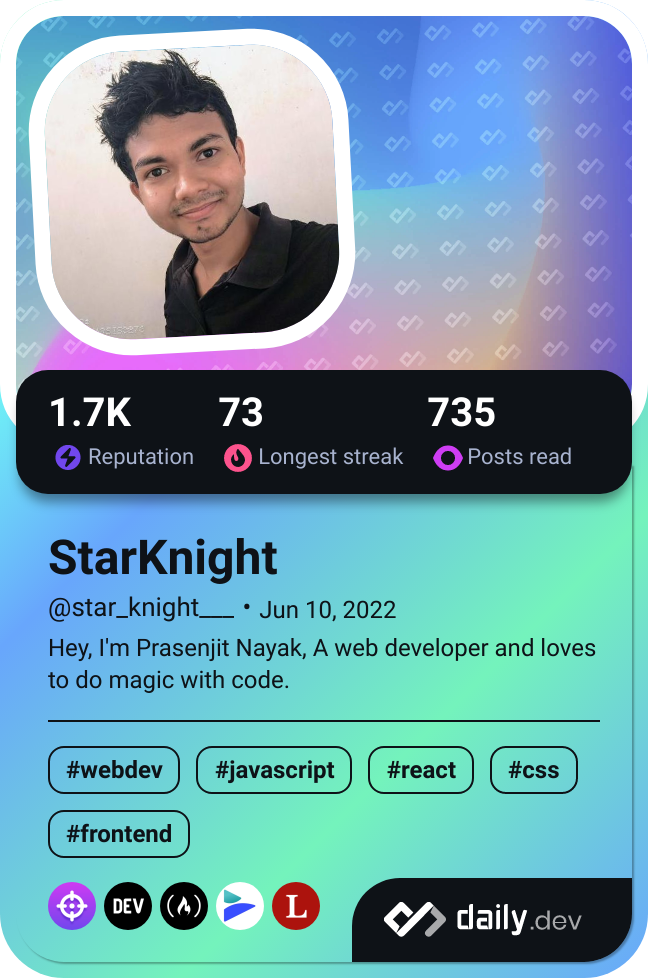 1.7K 73 735
Reputation Longest streak Posts read
StarKnight
@star_knight___ • Jun 10, 2022
Hey, I'm Prasenjit Nayak, A web developer and loves
to do magic with code.
#webdev #javascript #react #css
#frontend
DEV L
daily.dev